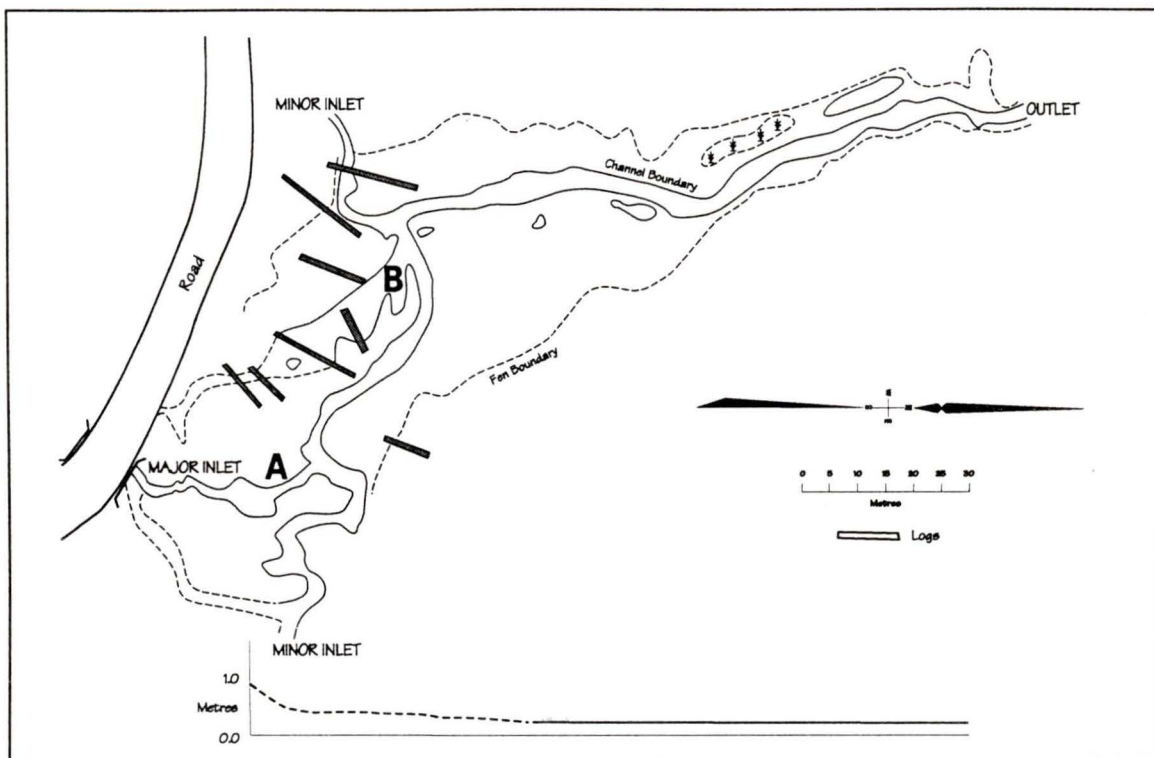 MINOR INLET
OUTLET
Channel Boundary
Road
B
Fen Boundary
MAJOR INLET
A
0 5 10 15 20 25 30
Metres
Logs
MINOR INLET
1.0
Metres
0.0